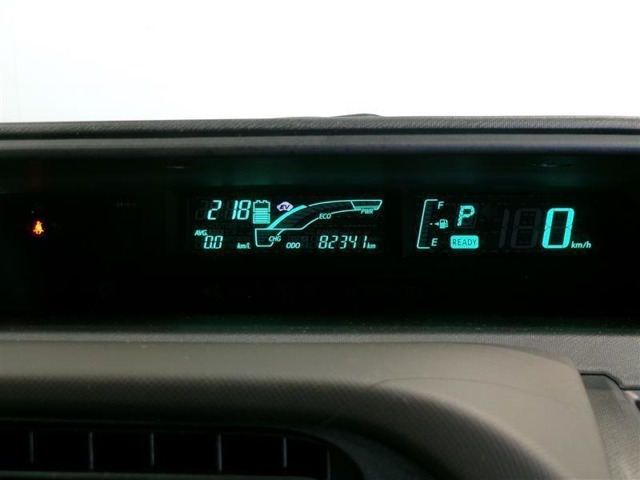 218 EV
ECO PWR
AVG.
0.0 km/L CHG ODO 82341 km
F P
E READY 0 km/h